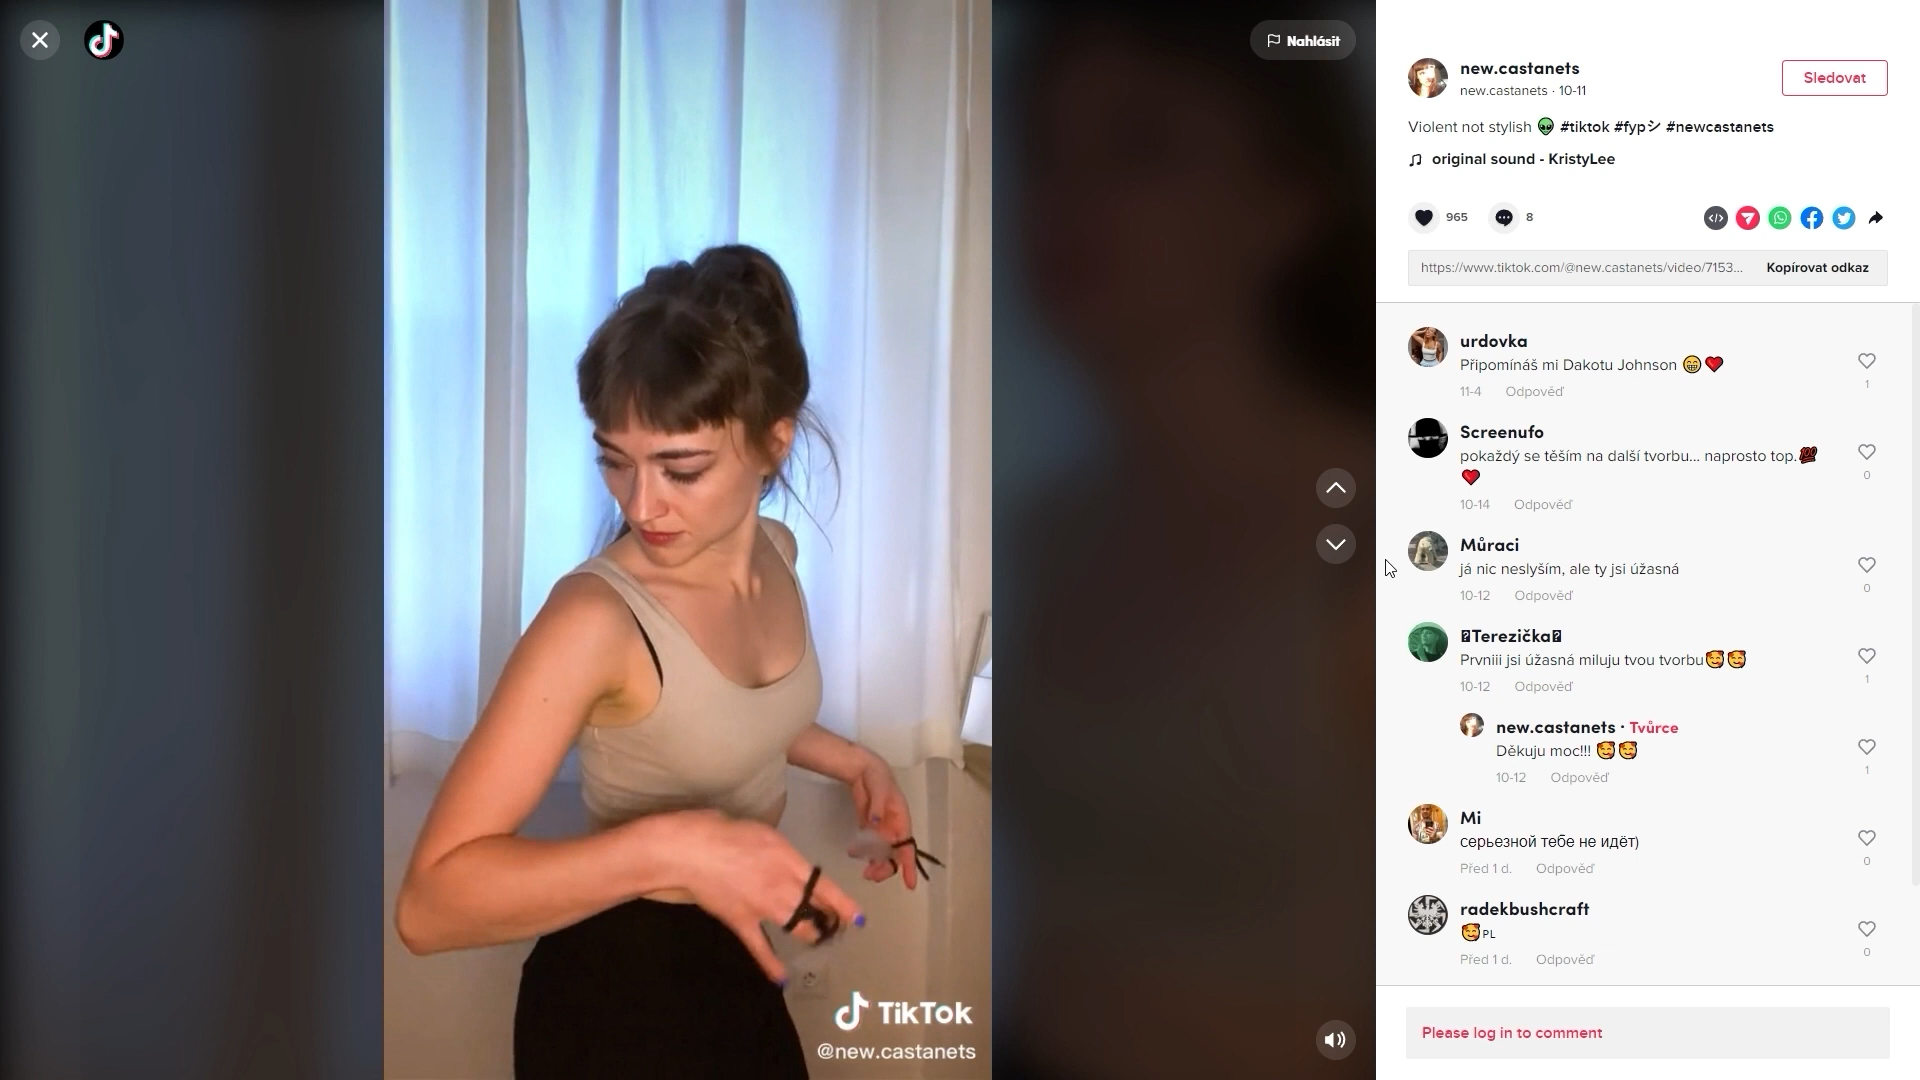 Nahlásit
TikTok
@new.castanets
new.castanets
new.castanets · 10-11
Sledovat
Violent not stylish 👽 #tiktok #fypシ #newcastanets
original sound - KristyLee
965
8
https://www.tiktok.com/@new.castanets/video/7153...
Kopírovat odkaz
urdovka
Připomínáš mi Dakotu Johnson 😁❤️
1
11-4 Odpověď
Screenufo
pokaždý se těším na další tvorbu... naprosto top.💯
❤️
0
10-14 Odpověď
Můraci
já nic neslyším, ale ty jsi úžasná
0
10-12 Odpověď
Terezička
Prvniii jsi úžasná miluju tvou tvorbu🥰🥰
1
10-12 Odpověď
new.castanets · Tvůrce
Děkuju moc!!! 🥰🥰
1
10-12 Odpověď
Mi
серьезной тебе не идёт)
0
Před 1 d. Odpověď
radekbushcraft
🥰PL
0
Před 1 d. Odpověď
Please log in to comment